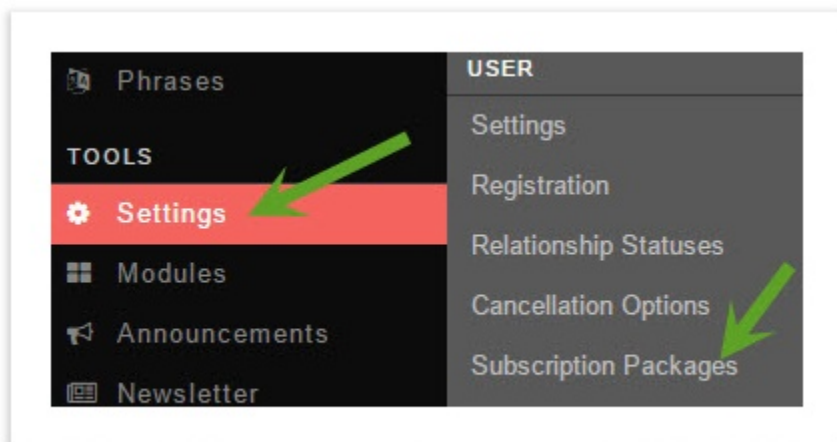 Phrases
TOOLS
Settings
Modules
Announcements
Newsletter
USER
Settings
Registration
Relationship Statuses
Cancellation Options
Subscription Packages